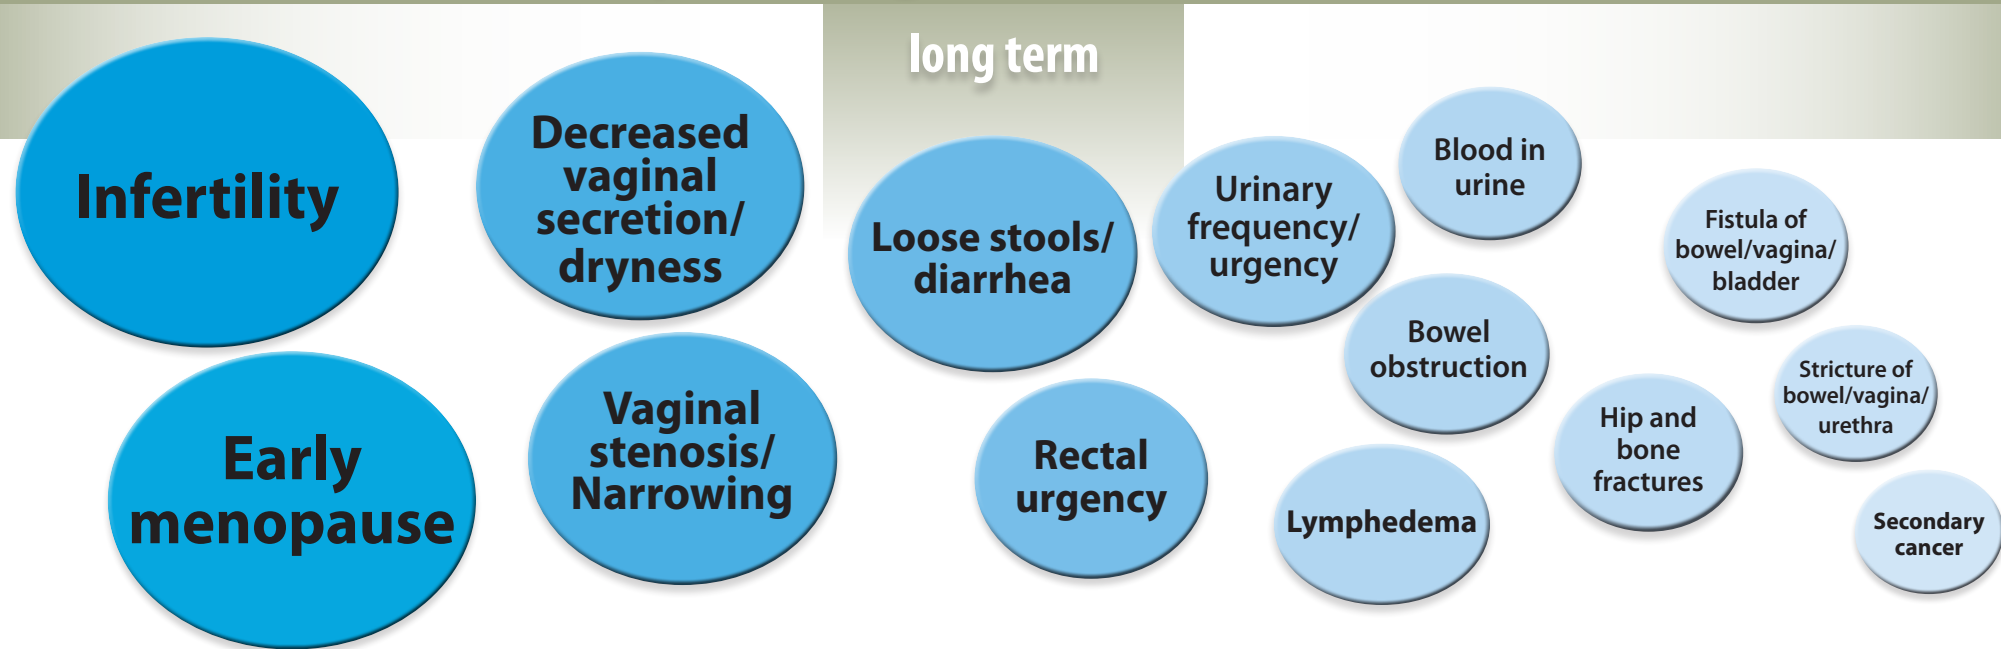 long term
Infertility
Early
menopause
Decreased
vaginal
secretion/
dryness
Vaginal
stenosis/
Narrowing
Loose stools/
diarrhea
Rectal
urgency
Urinary
frequency/
urgency
Blood in
urine
Bowel
obstruction
Lymphedema
Hip and
bone
fractures
Fistula of
bowel/vagina/
bladder
Stricture of
bowel/vagina/
urethra
Secondary
cancer